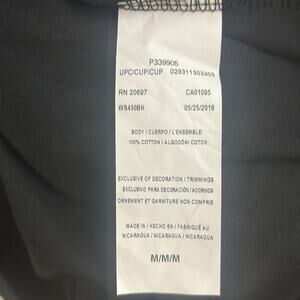 P339906
UPC/CUP/CUP 029311303303
RN 20697 CA01095
WS450BK 05/25/2018
BODY / CUERPO / L'ENSEMBLE:
100% COTTON / ALGODÓN/ COTON
EXCLUSIVE OF DECORATION / TRIMMINGS
EXCLUSIVO PARA DECORACIÓN / ADORNOS
ORNEMENT ET GARNITURE NON COMPRIS
MADE IN / HECHO EN / FABRIQUÉ AU
NICARAGUA / NICARAGUA / NICARAGUA
M/M/M